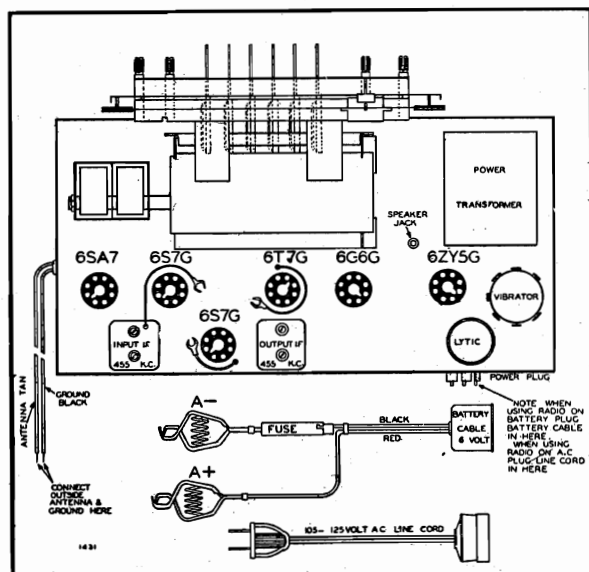 POWER
TRANSFORMER
SPEAKER
JACK
6SA7
6S7G
6T7G
6G6G
6ZY5G
VIBRATOR
6S7G
INPUT IF
455 K.C.
OUTPUT IF
455 K.C.
LYTIC
POWER PLUG
ANTENNA TAN
GROUND
BLACK
CONNECT
OUTSIDE
ANTENNA &
GROUND HERE
A-
FUSE
BLACK
RED
BATTERY
CABLE
6 VOLT
NOTE WHEN
USING RADIO ON
BATTERY PLUG
BATTERY CABLE
IN HERE.
WHEN USING
RADIO ON A.C
PLUG LINE CORD
IN HERE
A+
105-125 VOLT A C LINE CORD
1431